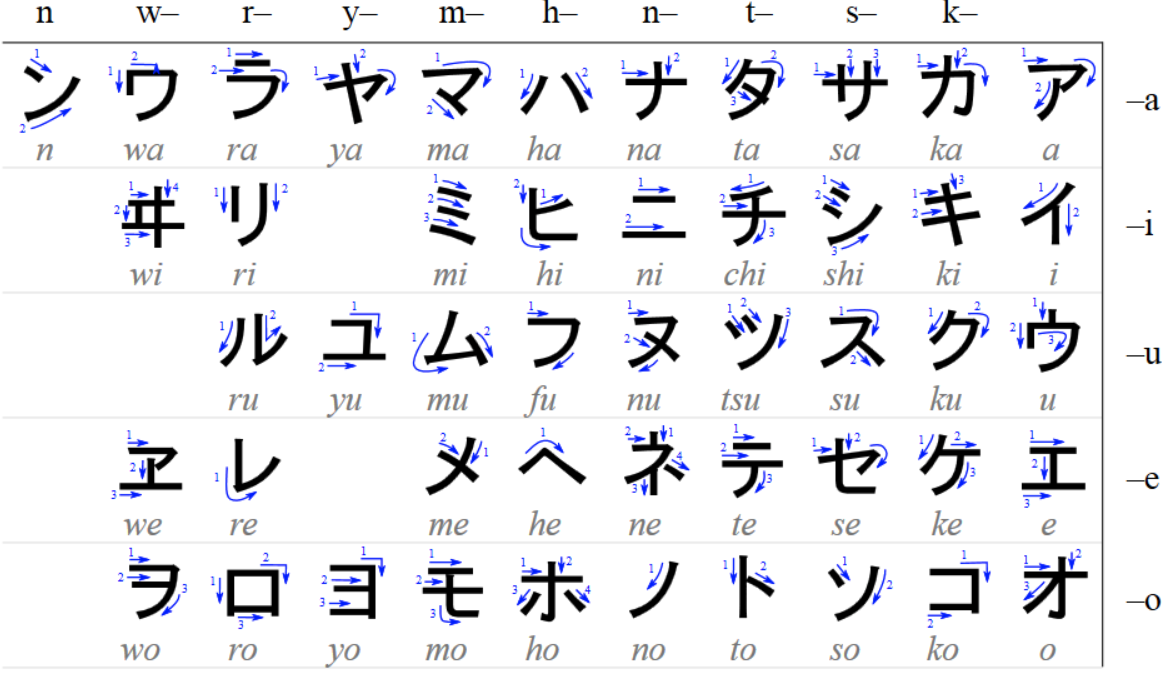 n w– r– y– m– h– n– t– s– k–
ン ワ ラ ヤ マ ハ ナ タ サ カ ア –a
n wa ra ya ma ha na ta sa ka a
ヰ リ ミ ヒ ニ チ シ キ イ –i
wi ri mi hi ni chi shi ki i
ル ユ ム フ ヌ ツ ス ク ウ –u
ru yu mu fu nu tsu su ku u
ヱ レ メ ヘ ネ テ セ ケ エ –e
we re me he ne te se ke e
ヲ ロ ヨ モ ホ ノ ト ソ コ オ –o
wo ro yo mo ho no to so ko o